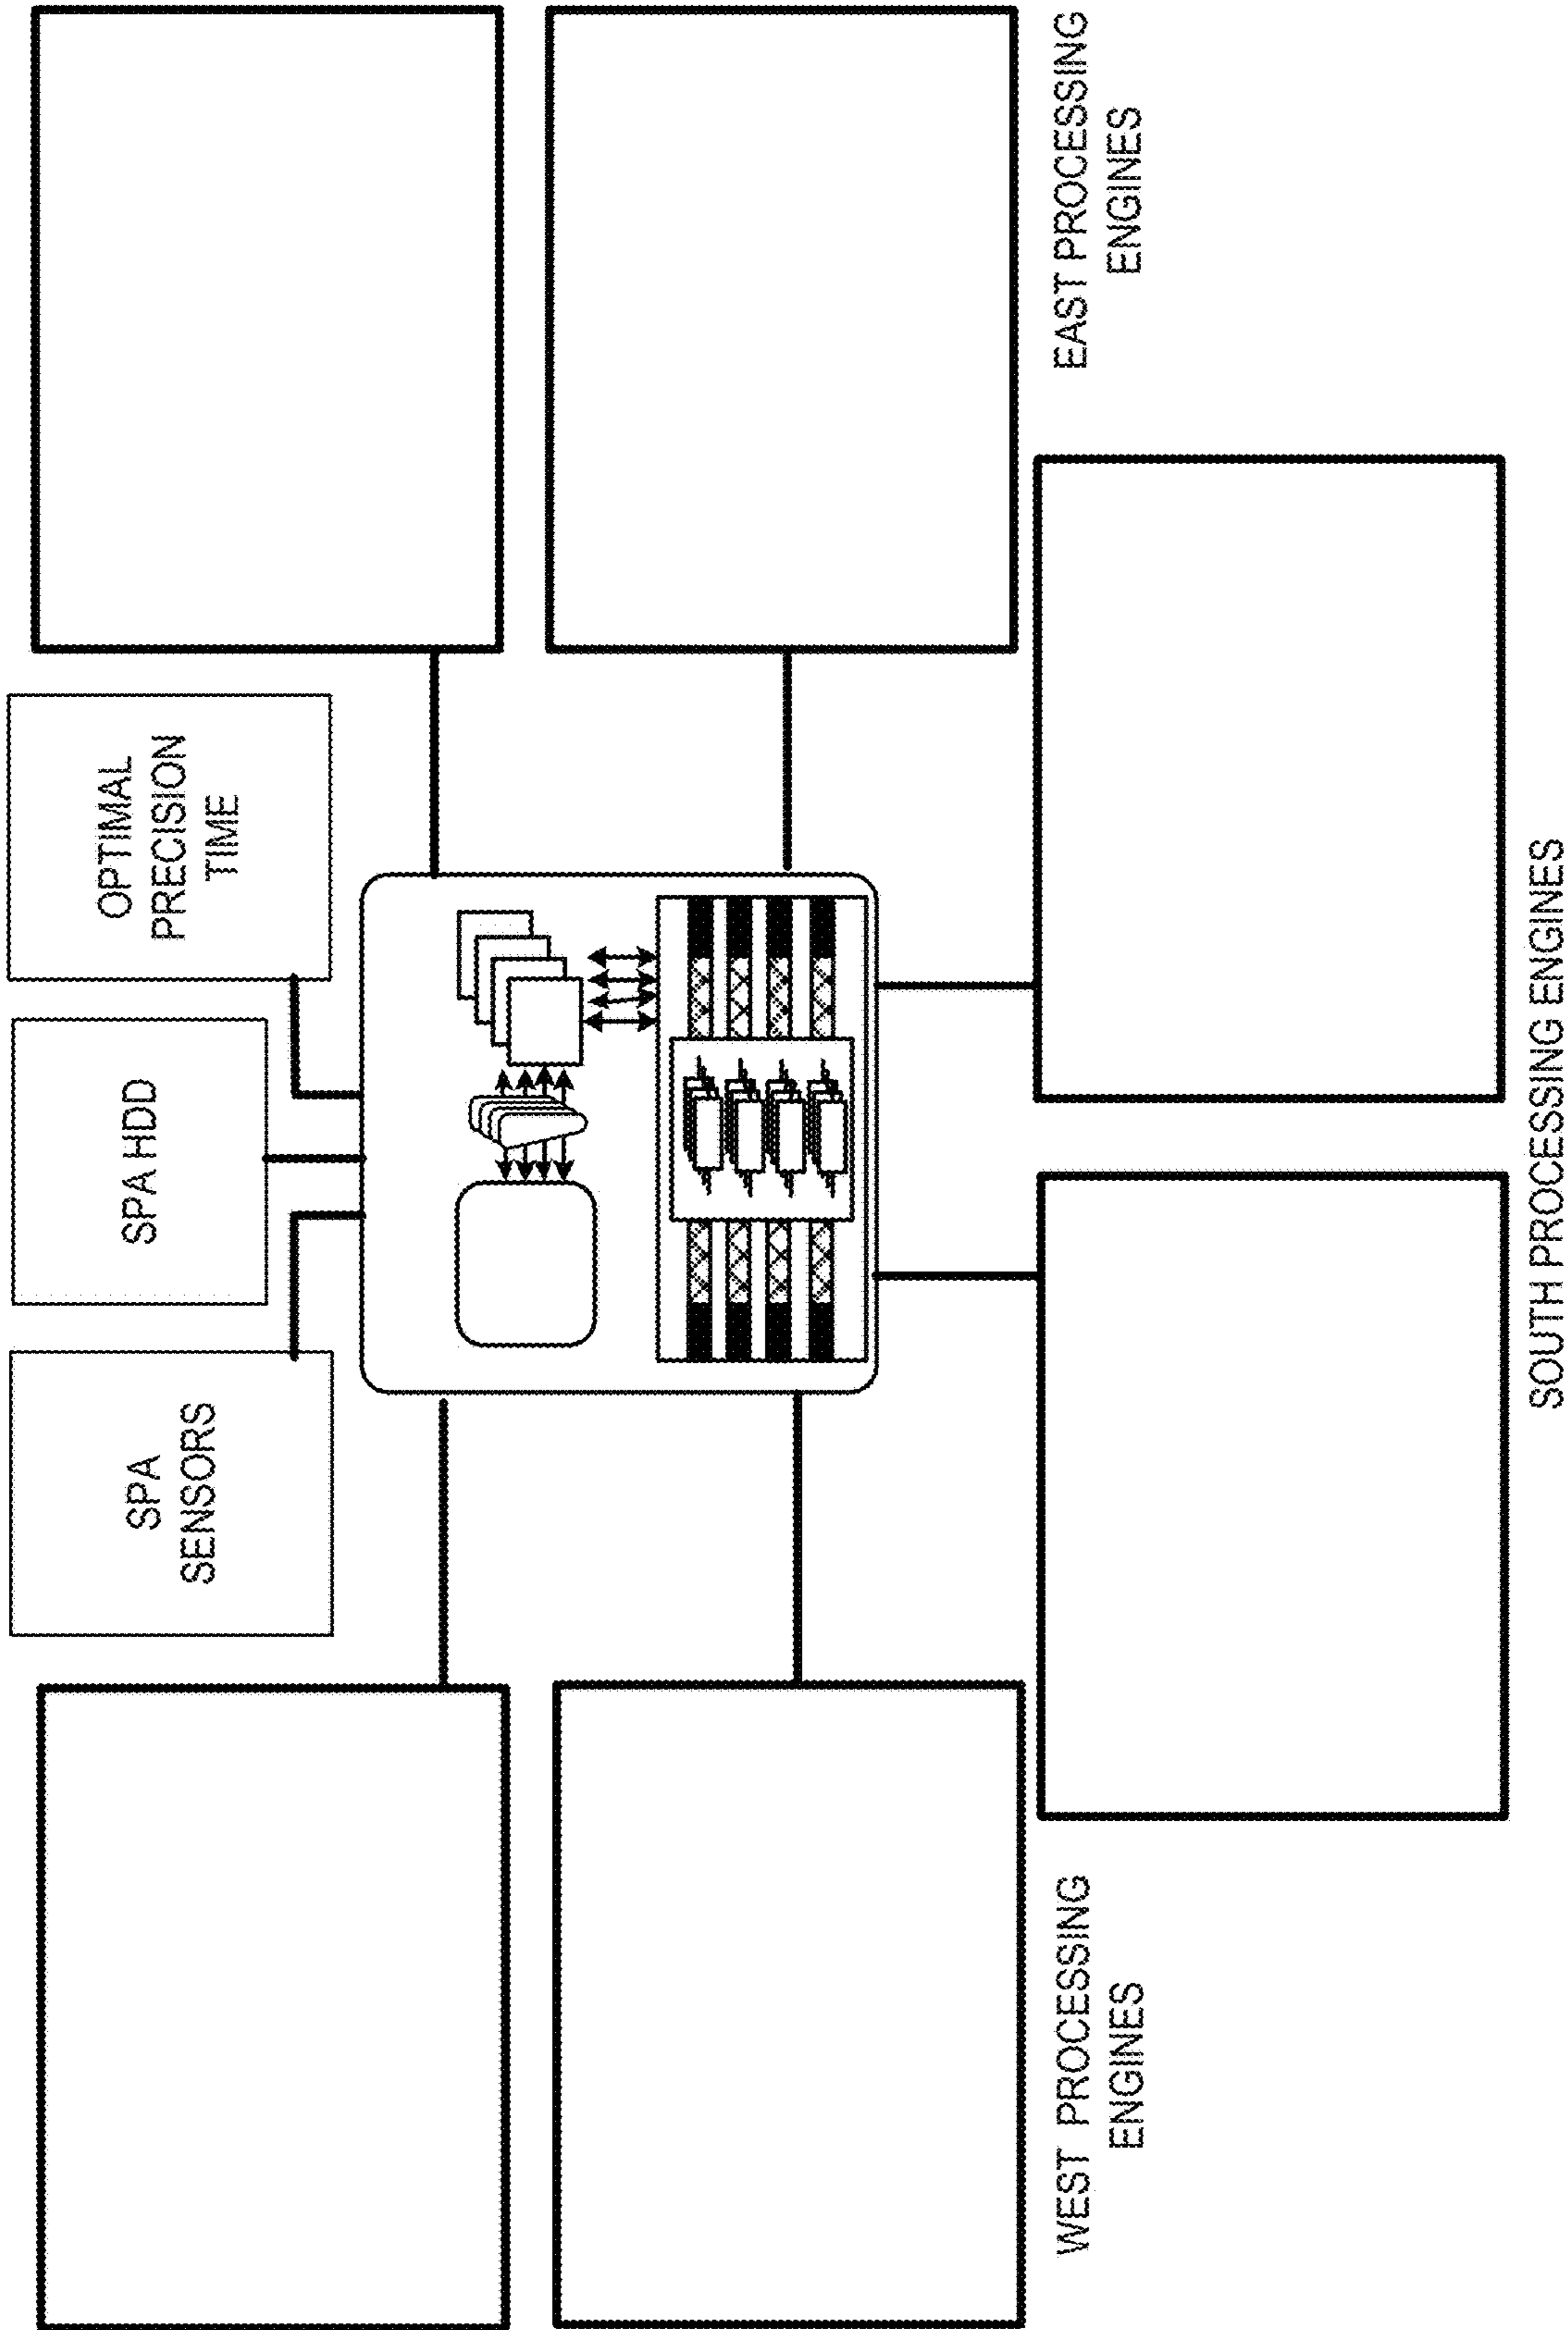 SPA
SENSORS
SPA HDD
OPTIMAL
PRECISION
TIME
WEST PROCESSING
ENGINES
SOUTH PROCESSING ENGINES
EAST PROCESSING
ENGINES